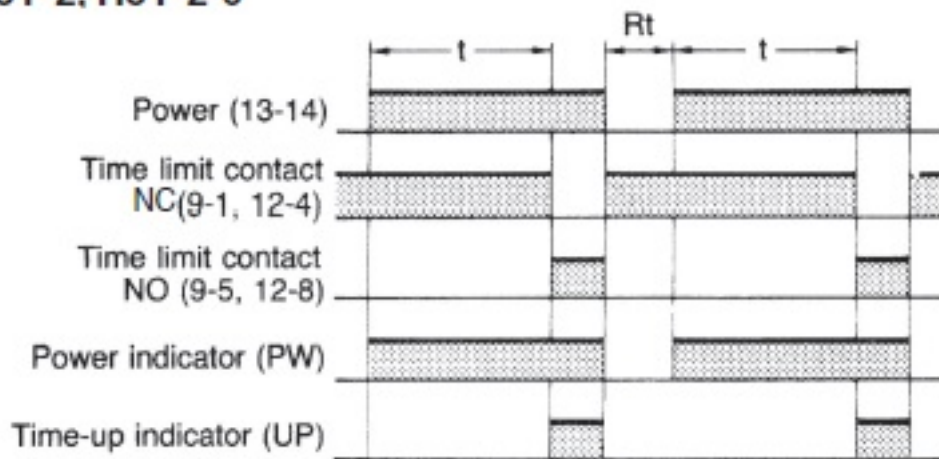 Rt
t
t
Power (13-14)
Time limit contact
NC(9-1, 12-4)
Time limit contact
NO (9-5, 12-8)
Power indicator (PW)
Time-up indicator (UP)